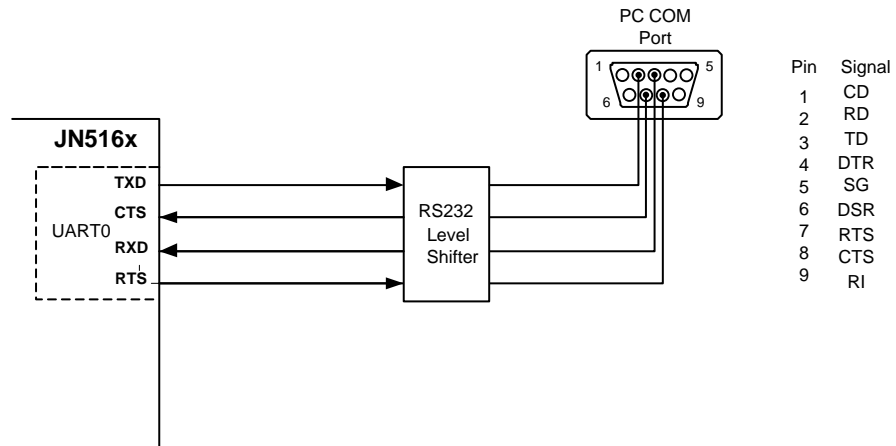 PC COM
Port
1
5
6
9
JN516x
UART0
TXD
CTS
RXD
RTS
RS232
Level
Shifter
Pin Signal
1 CD
2 RD
3 TD
4 DTR
5 SG
6 DSR
7 RTS
8 CTS
9 RI